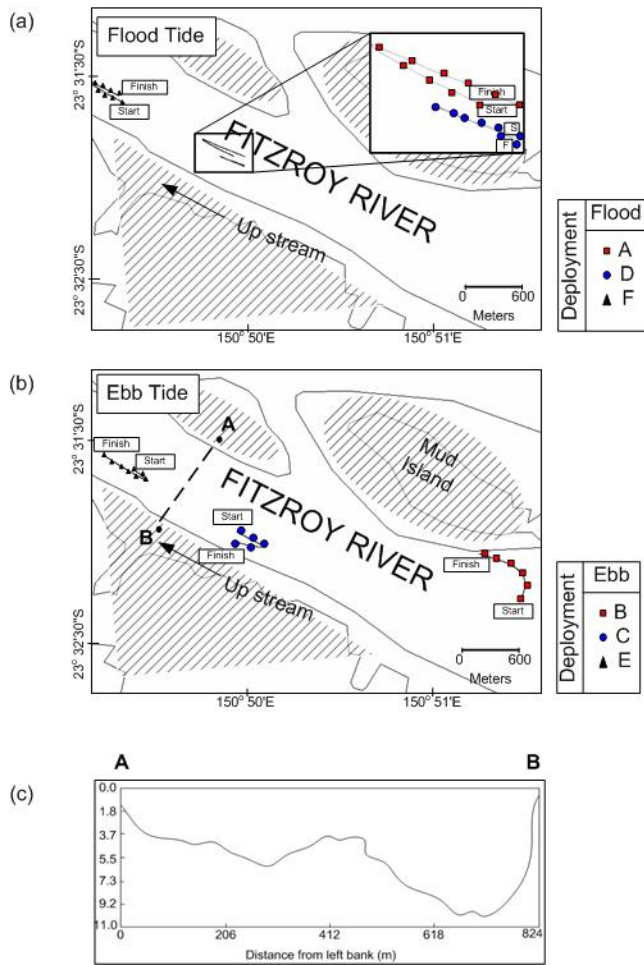 (a)
Flood Tide
23° 31'30"S
Finish
Start
Finish
Start
S
F
FITZROY RIVER
Up stream
23° 32'30"S
0 600
Meters
150° 50'E 150° 51'E
Deployment
Flood
A
D
F
(b)
Ebb Tide
A
23° 31'30"S
Finish
Start
Mud
Island
FITZROY RIVER
B
Start
Finish
Finish
Up stream
Start
23° 32'30"S
0 600
Meters
150° 50'E 150° 51'E
Deployment
Ebb
B
C
E
A B
(c)
0.0
1.8
3.7
5.5
7.3
9.2
11.0
0 206 412 618 824
Distance from left bank (m)